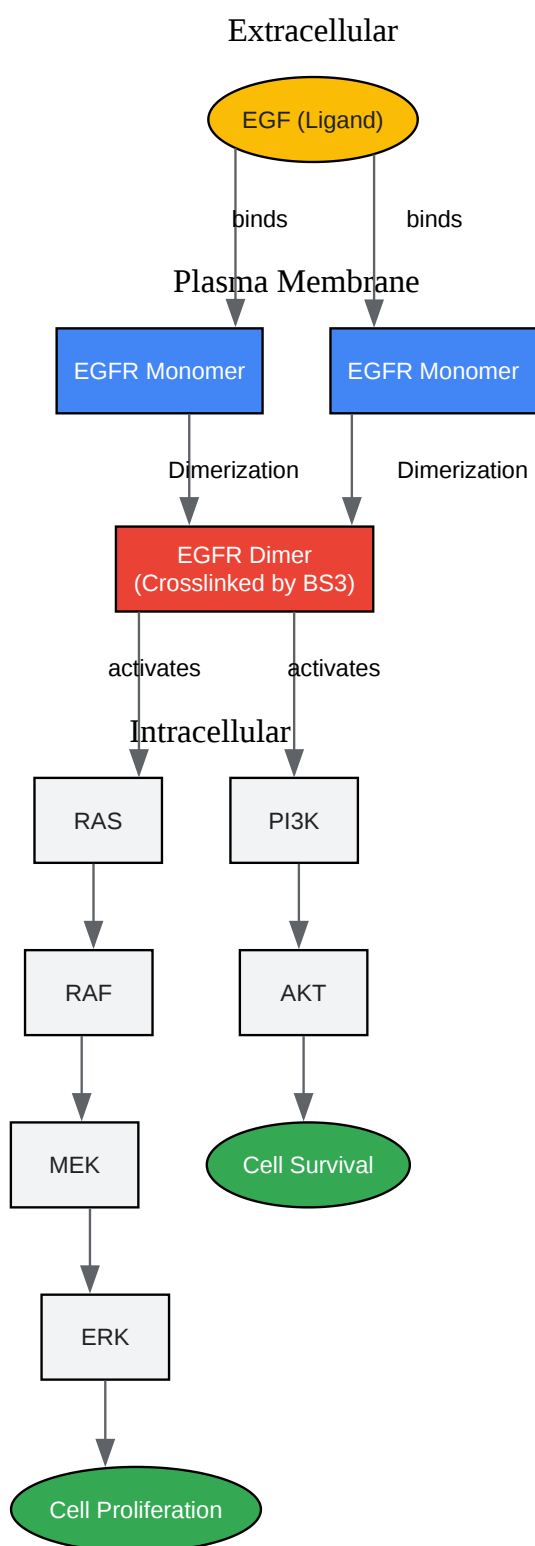 Extracellular
EGF (Ligand)
binds
binds
Plasma Membrane
EGFR Monomer
EGFR Monomer
Dimerization
Dimerization
EGFR Dimer
(Crosslinked by BS3)
activates
activates
Intracellular
RAS
PI3K
RAF
AKT
MEK
Cell Survival
ERK
Cell Proliferation